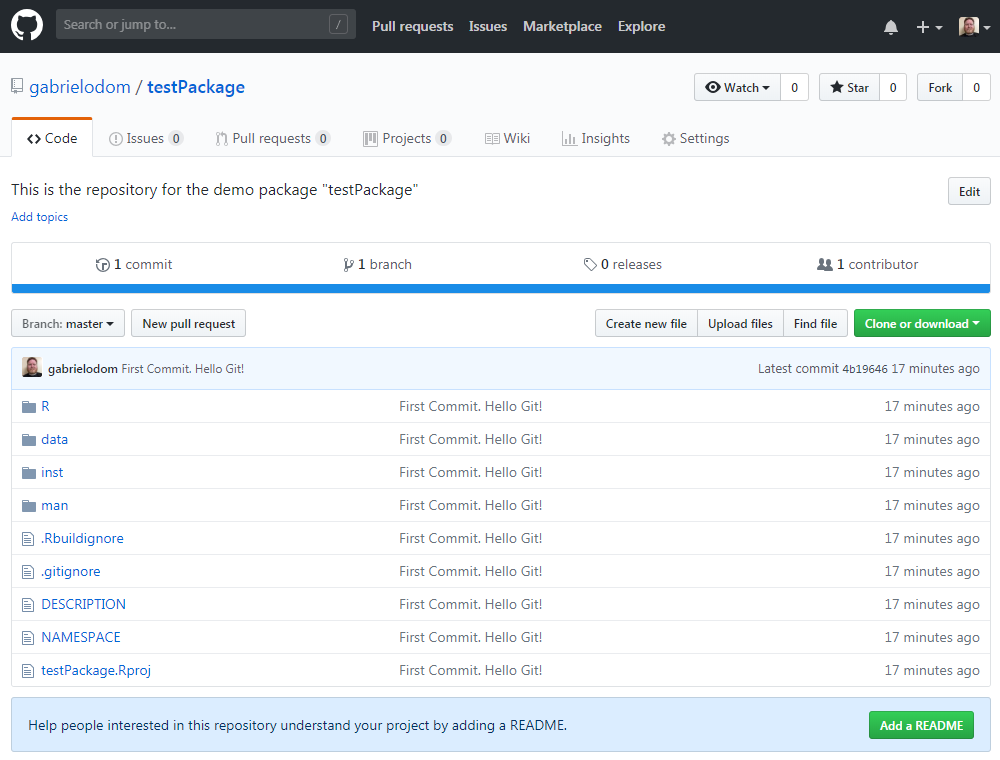 Search or jump to... / Pull requests Issues Marketplace Explore
gabrielodom / testPackage Watch 0 Star 0 Fork 0
Code Issues 0 Pull requests 0 Projects 0 Wiki Insights Settings
This is the repository for the demo package "testPackage" Edit
Add topics
1 commit 1 branch 0 releases 1 contributor
Branch: master New pull request Create new file Upload files Find file Clone or download
gabrielodom First Commit. Hello Git! Latest commit 4b19646 17 minutes ago
R First Commit. Hello Git! 17 minutes ago
data First Commit. Hello Git! 17 minutes ago
inst First Commit. Hello Git! 17 minutes ago
man First Commit. Hello Git! 17 minutes ago
.Rbuildignore First Commit. Hello Git! 17 minutes ago
.gitignore First Commit. Hello Git! 17 minutes ago
DESCRIPTION First Commit. Hello Git! 17 minutes ago
NAMESPACE First Commit. Hello Git! 17 minutes ago
testPackage.Rproj First Commit. Hello Git! 17 minutes ago
Help people interested in this repository understand your project by adding a README. Add a README